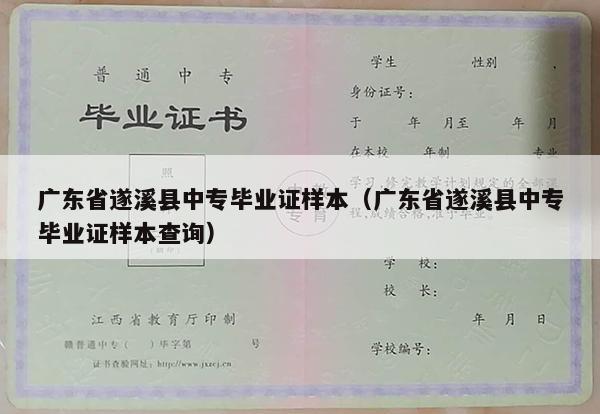 普通中专
毕业证书
照
广东省遂溪县中专毕业证样本（广东省遂溪县中专
毕业证样本查询）
江西省教育厅印制
赣普通中专（ ）毕字第 号
证书查验网址：http://www.jxzcj.cn
学生 性别
身份证号：
于 年 月至 年 月
在本校 年制 专业
学习，修完教学计划规定的全部课
程，成绩合格，准予毕业。
学 校：
校 长：
年 月 日
学校编号：